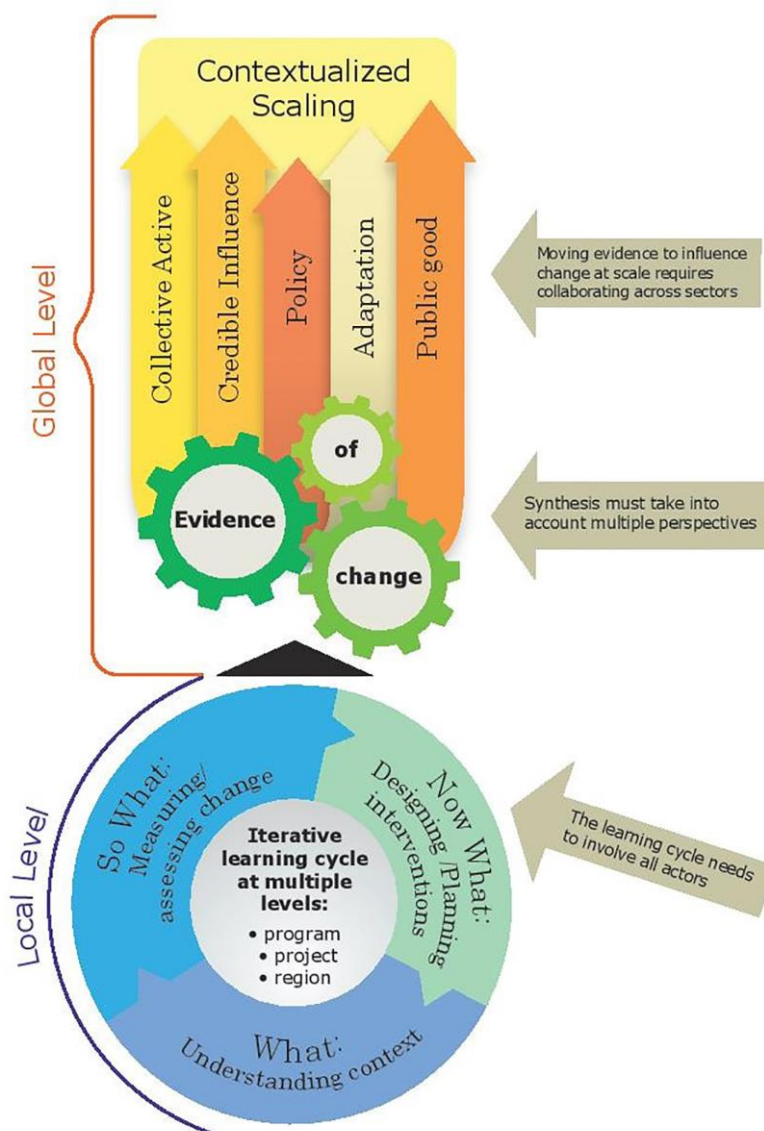 Contextualized
Scaling
Collective Active
Credible Influence
Policy
Adaptation
Public good
Global Level
Moving evidence to influence
change at scale requires
collaborating across sectors
Evidence
of
change
Synthesis must take into
account multiple perspectives
Local Level
So What:
Measuring/
assessing change
Now What:
Designing /Planning
interventions
Iterative
learning cycle
at multiple
levels:
• program
• project
• region
What:
Understanding context
The learning cycle needs
to involve all actors